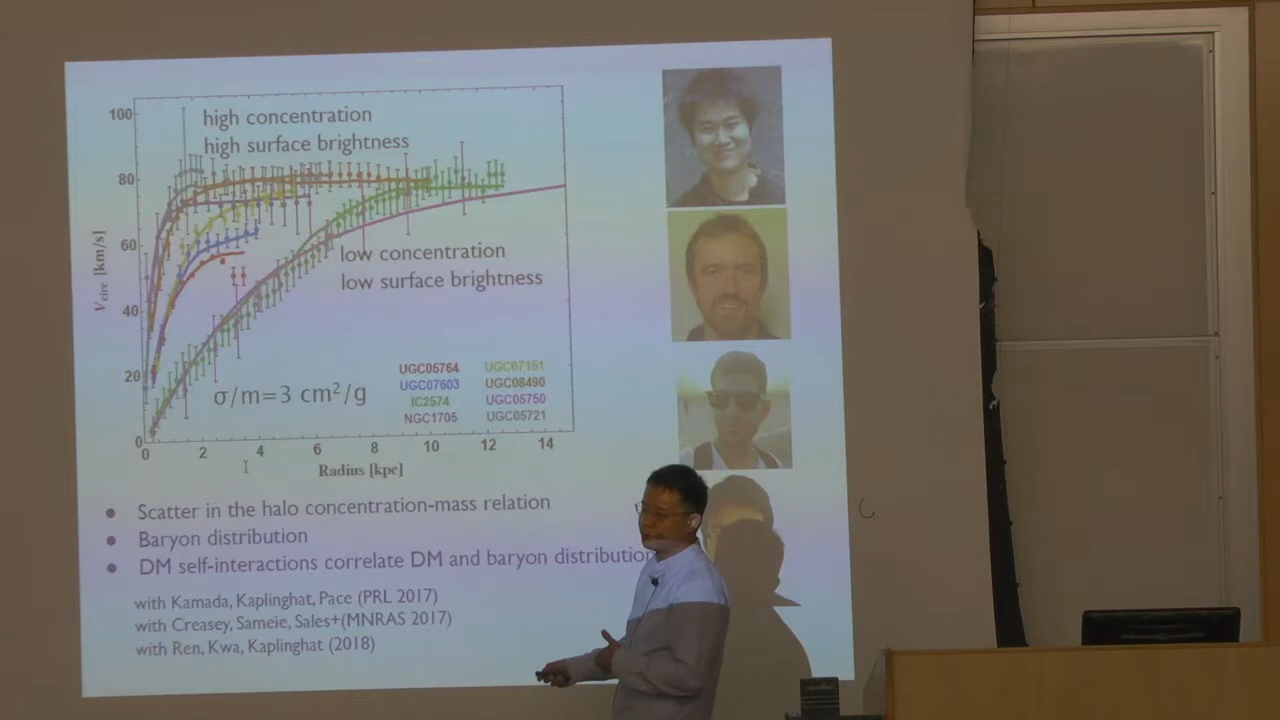 100
80
60
40
20
0
V circ [km/s]
high concentration
high surface brightness
low concentration
low surface brightness
σ/m=3 cm²/g
UGC05764 UGC07151
UGC07603 UGC08490
IC2574 UGC05750
NGC1705 UGC05721
0 2 4 6 8 10 12 14
Radius [kpc]
• Scatter in the halo concentration-mass relation
• Baryon distribution
• DM self-interactions correlate DM and baryon distribution
with Kamada, Kaplinghat, Pace (PRL 2017)
with Creasey, Sameie, Sales+(MNRAS 2017)
with Ren, Kwa, Kaplinghat (2018)